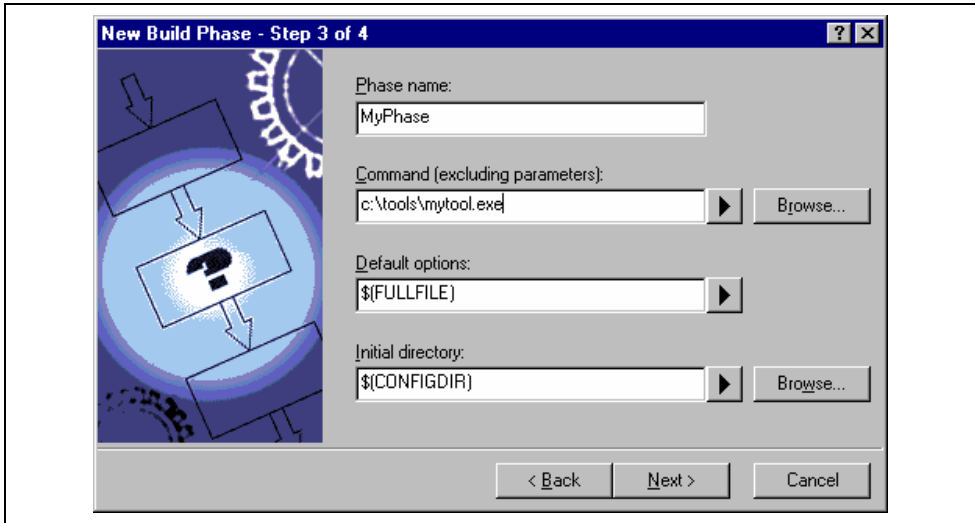 New Build Phase - Step 3 of 4
Phase name:
MyPhase
Command (excluding parameters):
c:\tools\mytool.exe
Browse...
Default options:
$(FULLFILE)
Initial directory:
$(CONFIGDIR)
Browse...
< Back Next > Cancel